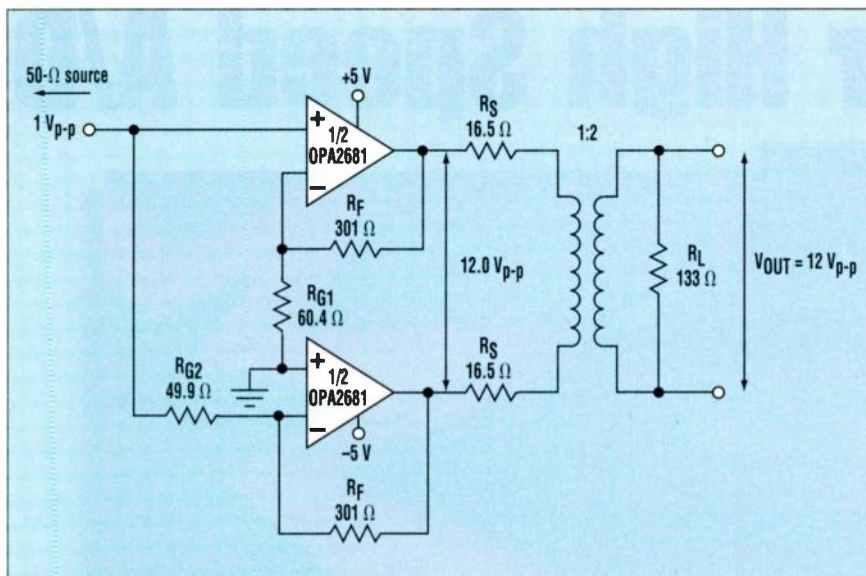 50-Ω source
1 Vp-p
+5 V
+
1/2
OPA2681
−
RS
16.5 Ω
1:2
RF
301 Ω
RG1
60.4 Ω
12.0 Vp-p
RL
133 Ω
VOUT = 12 Vp-p
RG2
49.9 Ω
+
1/2
OPA2681
−
RS
16.5 Ω
−5 V
RF
301 Ω